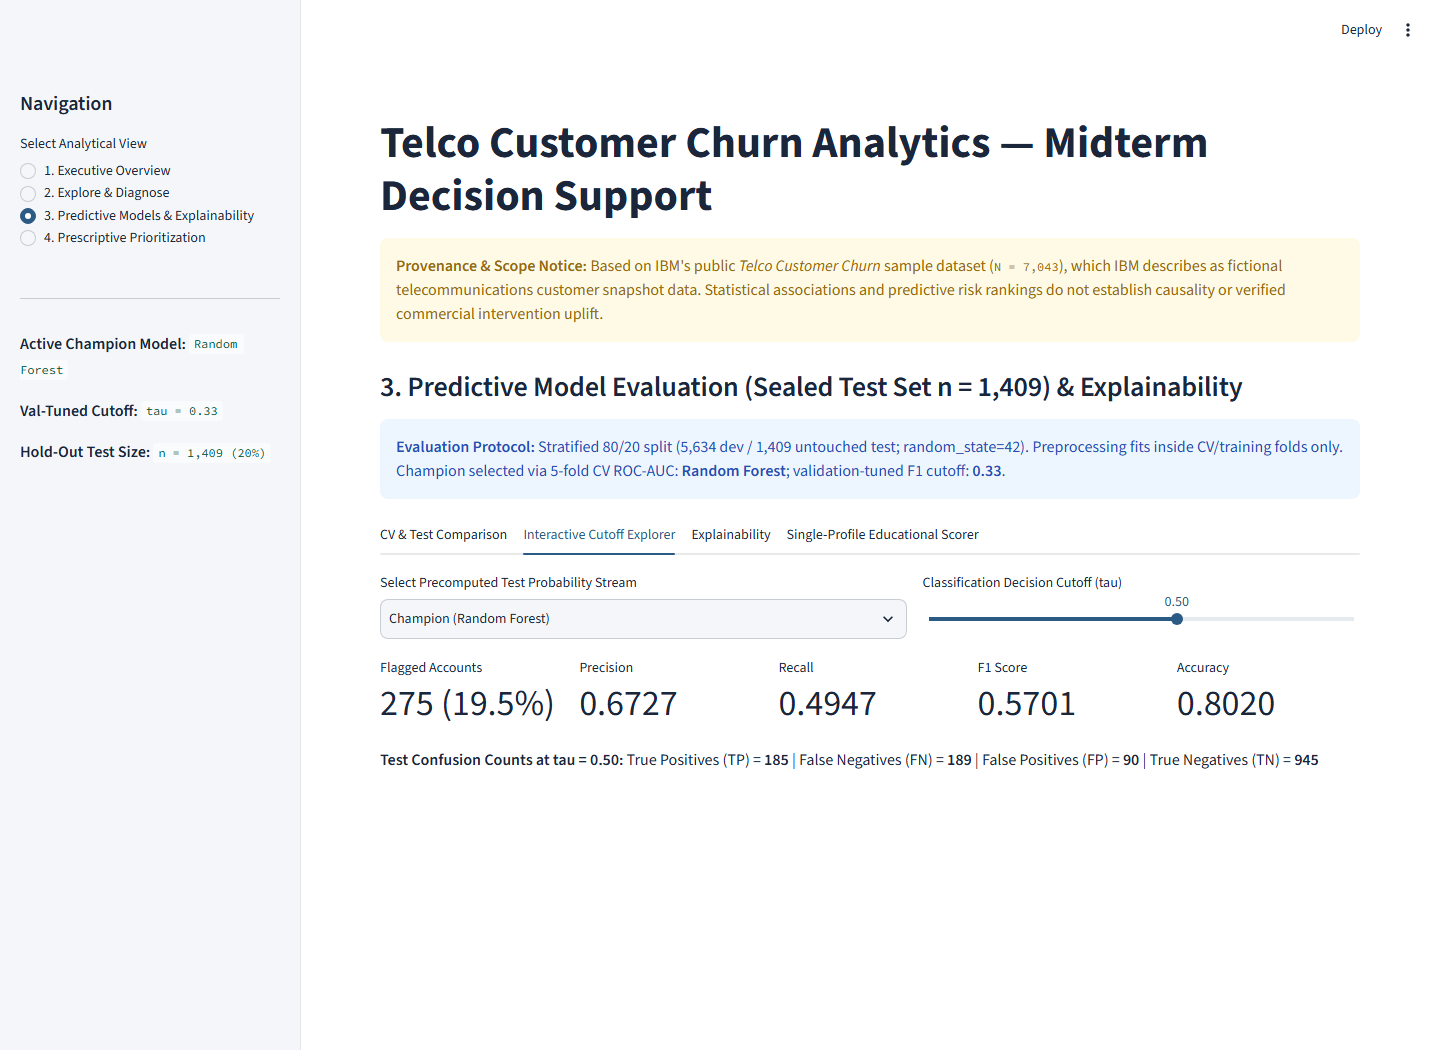 Deploy
Navigation
Select Analytical View
1. Executive Overview
2. Explore & Diagnose
3. Predictive Models & Explainability
4. Prescriptive Prioritization
Active Champion Model: Random
Forest
Val-Tuned Cutoff: tau = 0.33
Hold-Out Test Size: n = 1,409 (20%)
Telco Customer Churn Analytics — Midterm
Decision Support
Provenance & Scope Notice: Based on IBM's public Telco Customer Churn sample dataset (N = 7,043), which IBM describes as fictional
telecommunications customer snapshot data. Statistical associations and predictive risk rankings do not establish causality or verified
commercial intervention uplift.
3. Predictive Model Evaluation (Sealed Test Set n = 1,409) & Explainability
Evaluation Protocol: Stratified 80/20 split (5,634 dev / 1,409 untouched test; random_state=42). Preprocessing fits inside CV/training folds only.
Champion selected via 5-fold CV ROC-AUC: Random Forest; validation-tuned F1 cutoff: 0.33.
CV & Test Comparison Interactive Cutoff Explorer Explainability Single-Profile Educational Scorer
Select Precomputed Test Probability Stream
Champion (Random Forest)
Classification Decision Cutoff (tau)
0.50
Flagged Accounts Precision Recall F1 Score Accuracy
275 (19.5%) 0.6727 0.4947 0.5701 0.8020
Test Confusion Counts at tau = 0.50: True Positives (TP) = 185 | False Negatives (FN) = 189 | False Positives (FP) = 90 | True Negatives (TN) = 945